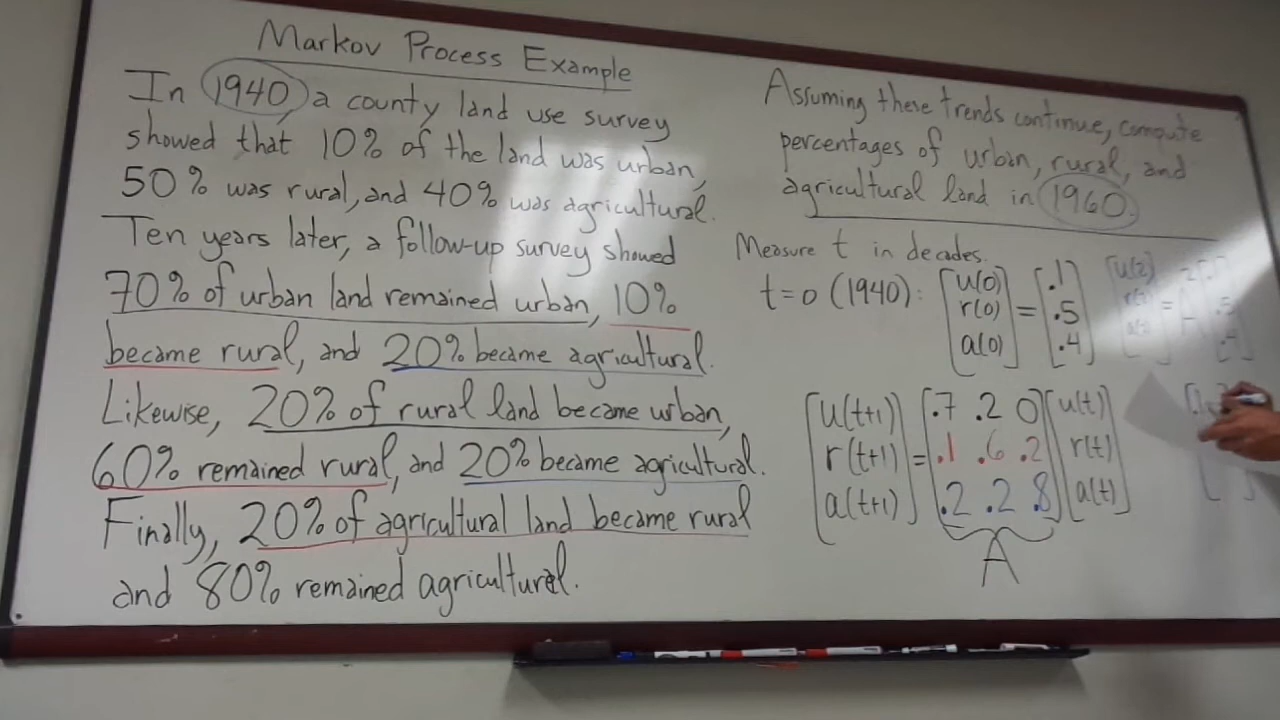 Markov Process Example
In 1940 a county land use survey
showed that 10% of the land was urban,
50% was rural, and 40% was agricultural.
Ten years later, a follow-up survey showed
70% of urban land remained urban, 10%
became rural, and 20% became agricultural.
Likewise, 20% of rural land became urban,
60% remained rural, and 20% became agricultural.
Finally, 20% of agricultural land became rural
and 80% remained agricultural.
Assuming these trends continue, compute
percentages of urban, rural, and
agricultural land in 1960.
Measure t in decades.
t=0 (1940): [u(0) = [.1
r(0) .5
a(0)] .4]
[u(2)
=
.5
.4
[u(t+1) = [.7 .2 0 [u(t)
r(t+1) .1 .6 .2 r(t)
a(t+1)] .2 .2 .8] a(t)]
A